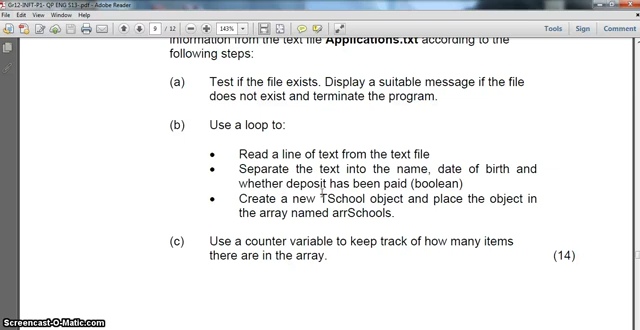 Gr12-INFT-P1- QP ENG S13-.pdf - Adobe Reader
File Edit View Window Help
9 / 12 143% Tools Sign Comment
information from the text file Applications.txt according to the
following steps:
(a) Test if the file exists. Display a suitable message if the file
does not exist and terminate the program.
(b) Use a loop to:
• Read a line of text from the text file
• Separate the text into the name, date of birth and
whether deposit has been paid (boolean)
• Create a new TSchool object and place the object in
the array named arrSchools.
(c) Use a counter variable to keep track of how many items
there are in the array. (14)
Screencast-O-Matic.com